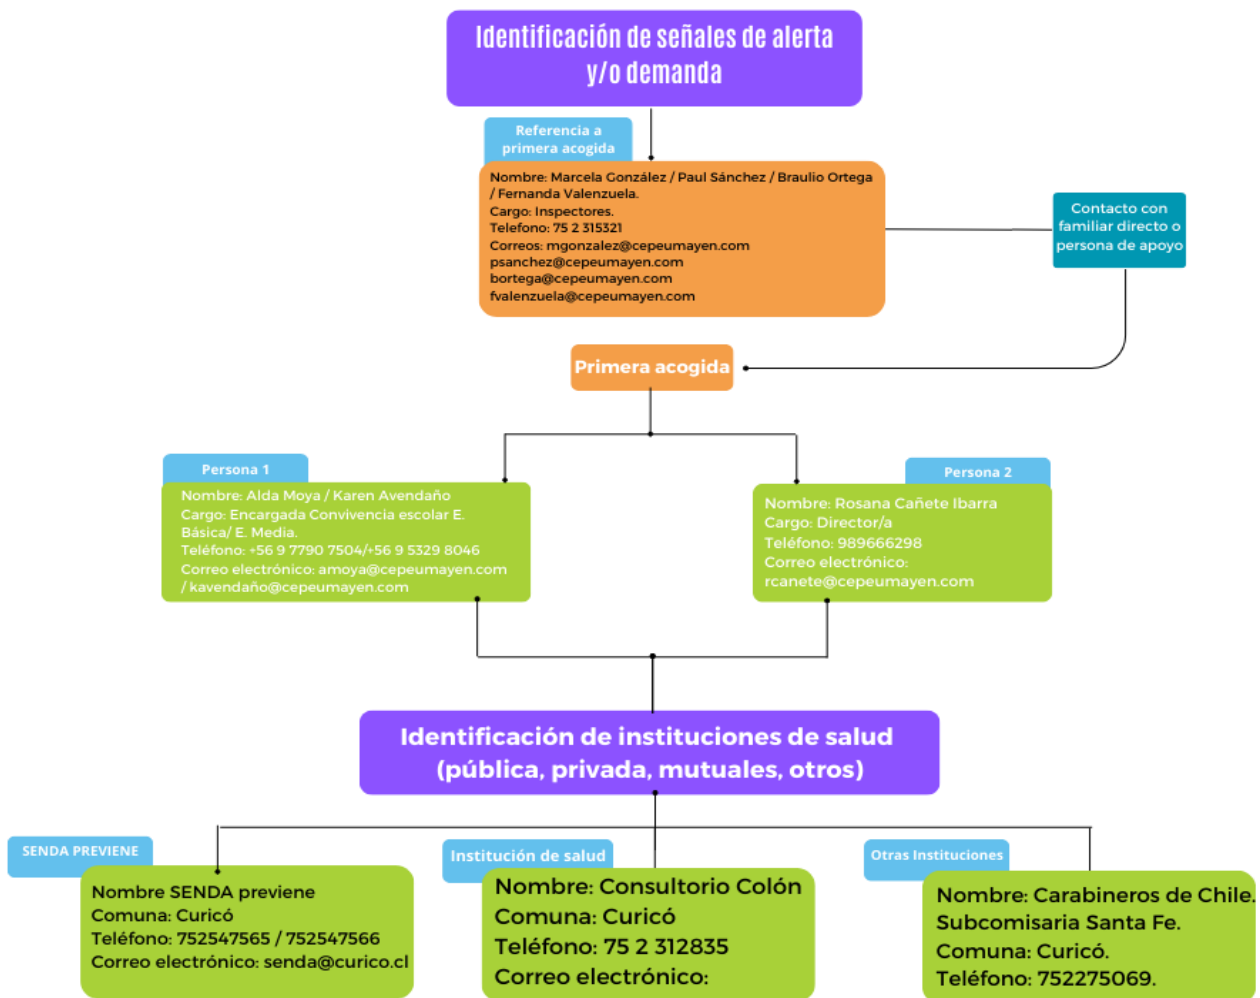 Identificación de señales de alerta
y/o demanda
Referencia a
primera acogida
Nombre: Marcela González / Paul Sánchez / Braulio Ortega
/ Fernanda Valenzuela.
Cargo: Inspectores.
Telefono: 75 2 315321
Correos: mgonzalez@cepeumayen.com
psanchez@cepeumayen.com
bortega@cepeumayen.com
fvalenzuela@cepeumayen.com
Contacto con
familiar directo o
persona de apoyo
Primera acogida
Persona 1
Nombre: Alda Moya / Karen Avendaño
Cargo: Encargada Convivencia escolar E.
Básica/ E. Media.
Teléfono: +56 9 7790 7504/+56 9 5329 8046
Correo electrónico: amoya@cepeumayen.com
/ kavendaño@cepeumayen.com
Persona 2
Nombre: Rosana Cañete Ibarra
Cargo: Director/a
Teléfono: 989666298
Correo electrónico:
rcanete@cepeumayen.com
Identificación de instituciones de salud
(pública, privada, mutuales, otros)
SENDA PREVIENE
Nombre SENDA previene
Comuna: Curicó
Teléfono: 752547565 / 752547566
Correo electrónico: senda@curico.cl
Institución de salud
Nombre: Consultorio Colón
Comuna: Curicó
Teléfono: 75 2 312835
Correo electrónico:
Otras Instituciones
Nombre: Carabineros de Chile.
Subcomisaria Santa Fe.
Comuna: Curicó.
Teléfono: 752275069.